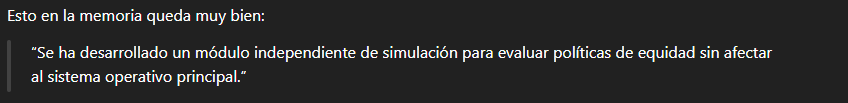 Esto en la memoria queda muy bien:
“Se ha desarrollado un módulo independiente de simulación para evaluar políticas de equidad sin afectar
al sistema operativo principal.”